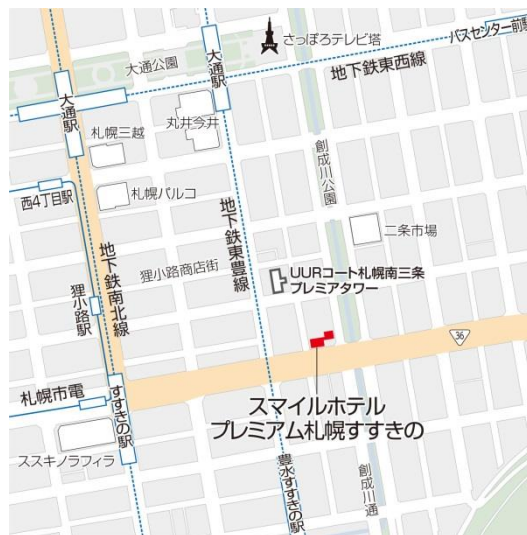 さっぽろテレビ塔
バスセンター前駅
大通公園
大通駅
地下鉄東西線
大通駅
丸井今井
札幌三越
創成川公園
西4丁目駅
札幌パルコ
地下鉄東豊線
二条市場
地下鉄南北線
狸小路商店街
UURコート札幌南三条
プレミアタワー
狸小路駅
36
札幌市電
すすきの駅
スマイルホテル
プレミアム札幌すすきの
ススキノラフィラ
豊水すすきの駅
創成川通